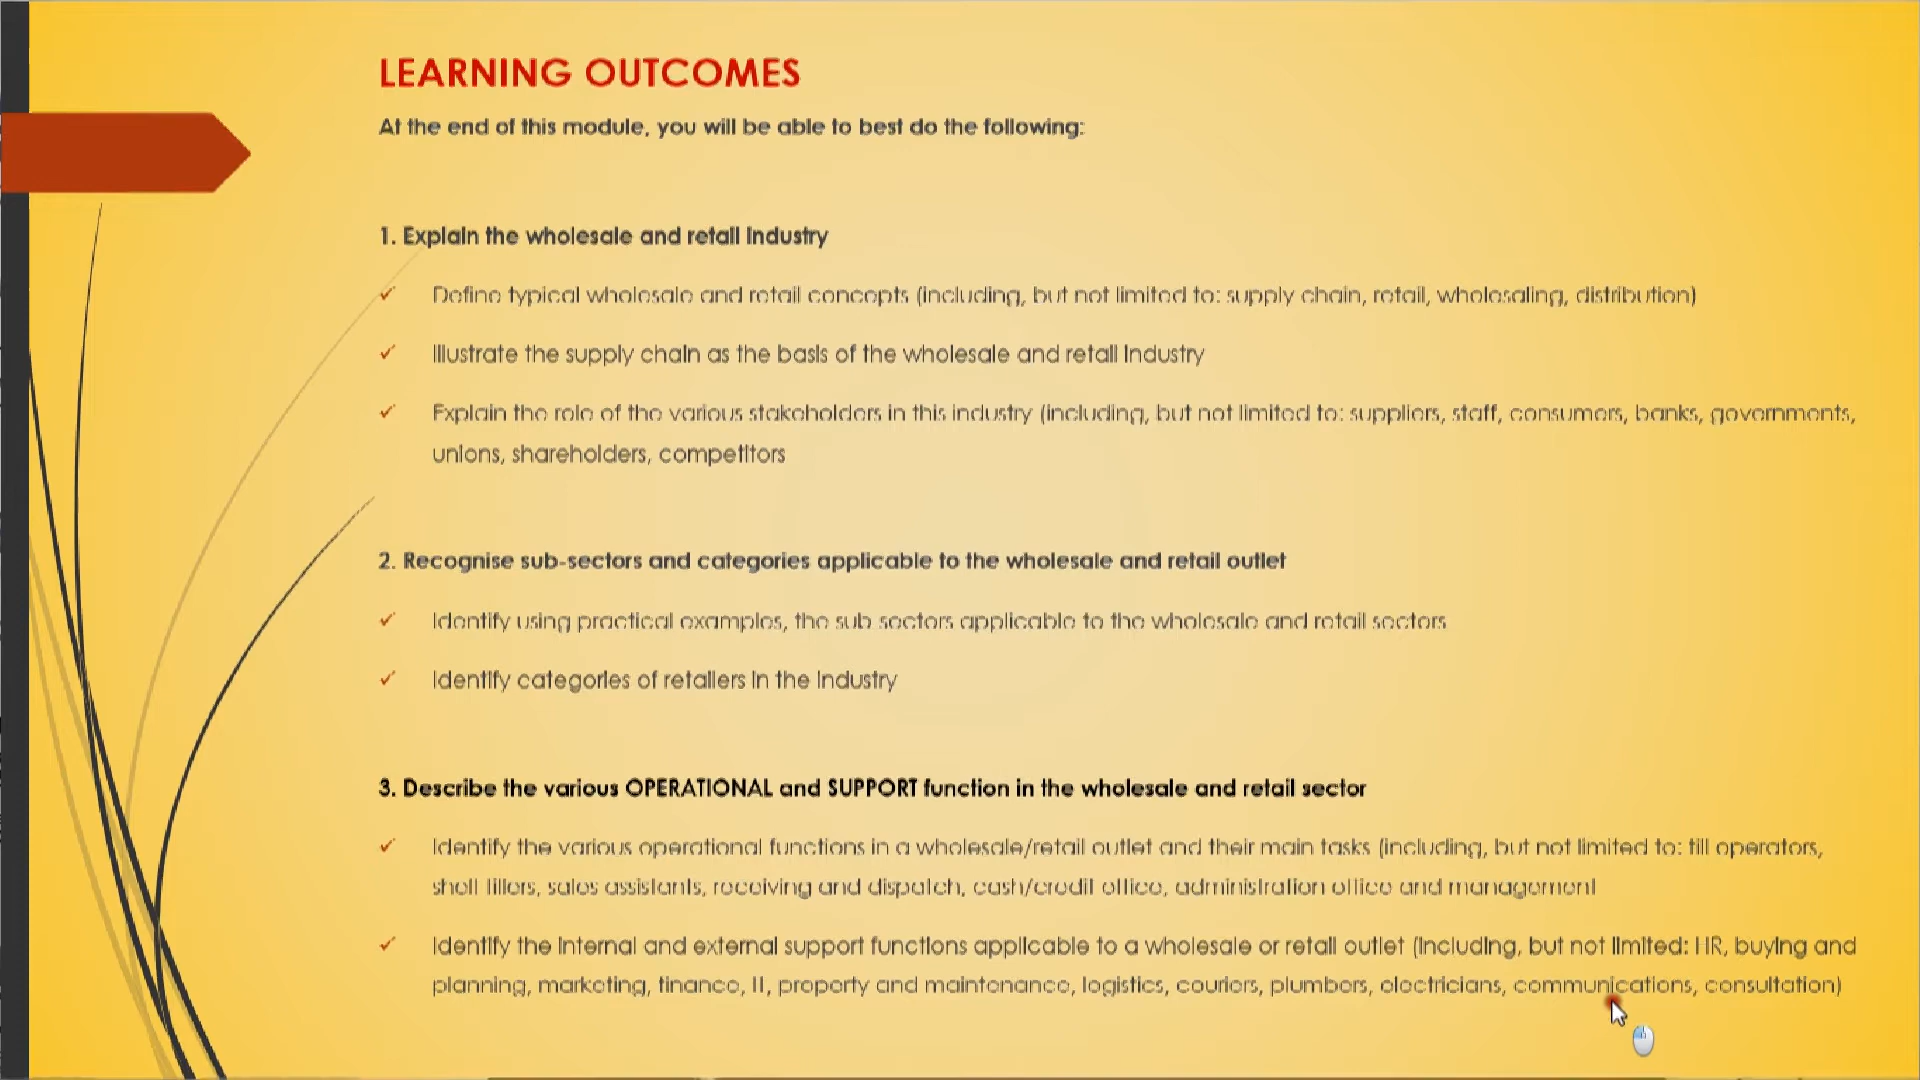 LEARNING OUTCOMES
At the end of this module, you will be able to best do the following:
1. Explain the wholesale and retail industry
✓ Define typical wholesale and retail concepts (including, but not limited to: supply chain, retail, wholesaling, distribution)
✓ Illustrate the supply chain as the basis of the wholesale and retail industry
✓ Explain the role of the various stakeholders in this industry (including, but not limited to: suppliers, staff, consumers, banks, governments,
unions, shareholders, competitors
2. Recognise sub-sectors and categories applicable to the wholesale and retail outlet
✓ Identify using practical examples, the sub sectors applicable to the wholesale and retail sectors
✓ Identify categories of retailers in the industry
3. Describe the various OPERATIONAL and SUPPORT function in the wholesale and retail sector
✓ Identify the various operational functions in a wholesale/retail outlet and their main tasks (including, but not limited to: till operators,
shelf fillers, sales assistants, receiving and dispatch, cash/credit office, administration office and management
✓ Identify the internal and external support functions applicable to a wholesale or retail outlet (including, but not limited: HR, buying and
planning, marketing, finance, IT, property and maintenance, logistics, couriers, plumbers, electricians, communications, consultation)